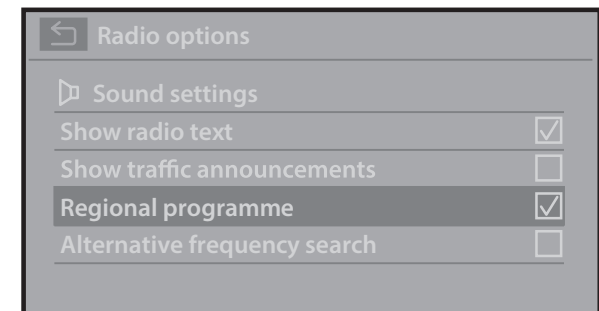 Radio options
Sound settings
Show radio text
Show traffic announcements
Regional programme
Alternative frequency search